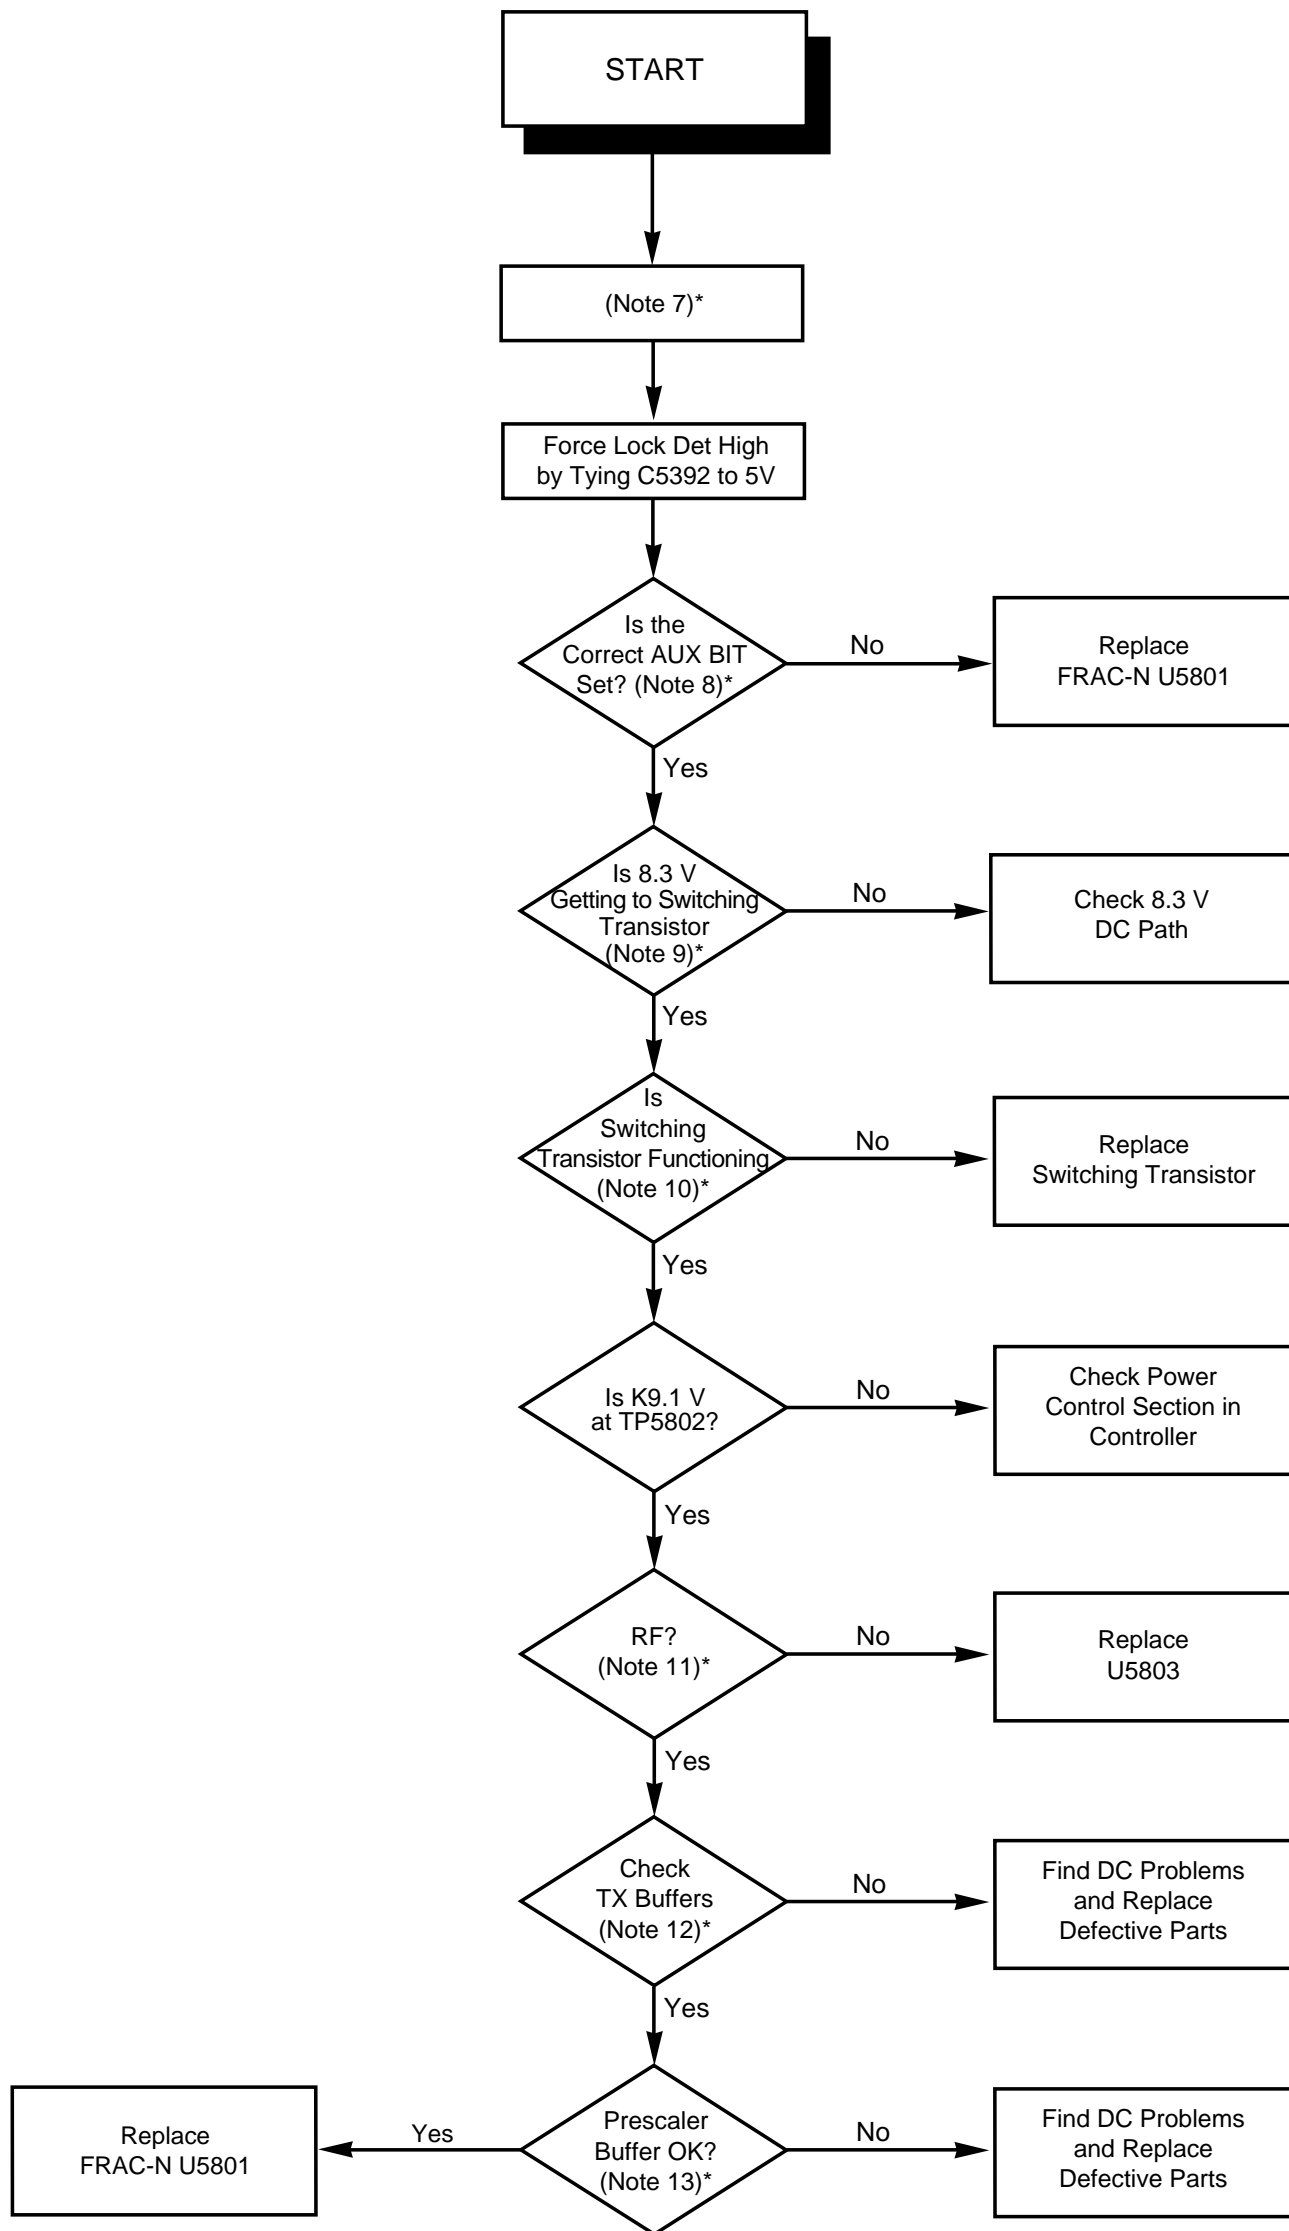 START
(Note 7)*
Force Lock Det High
by Tying C5392 to 5V
Is the
Correct AUX BIT
Set? (Note 8)*
No
Replace
FRAC-N U5801
Yes
Is 8.3 V
Getting to Switching
Transistor
(Note 9)*
No
Check 8.3 V
DC Path
Yes
Is
Switching
Transistor Functioning
(Note 10)*
No
Replace
Switching Transistor
Yes
Is K9.1 V
at TP5802?
No
Check Power
Control Section in
Controller
Yes
RF?
(Note 11)*
No
Replace
U5803
Yes
Check
TX Buffers
(Note 12)*
No
Find DC Problems
and Replace
Defective Parts
Yes
Prescaler
Buffer OK?
(Note 13)*
Yes
Replace
FRAC-N U5801
No
Find DC Problems
and Replace
Defective Parts